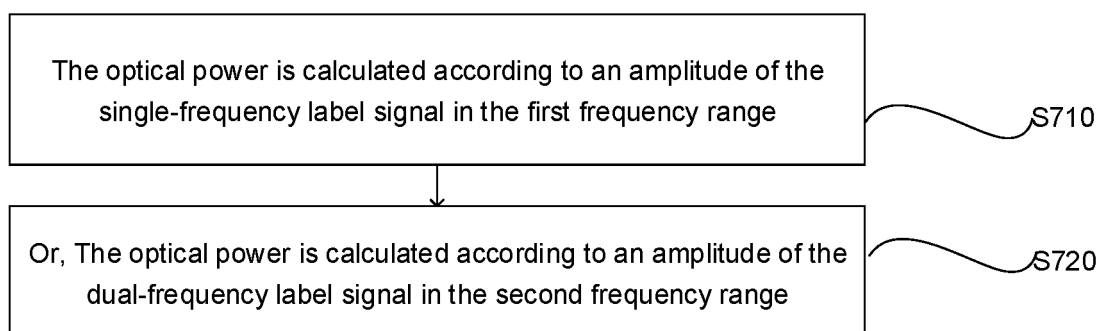 The optical power is calculated according to an amplitude of the
single-frequency label signal in the first frequency range
S710
Or, The optical power is calculated according to an amplitude of the
dual-frequency label signal in the second frequency range
S720